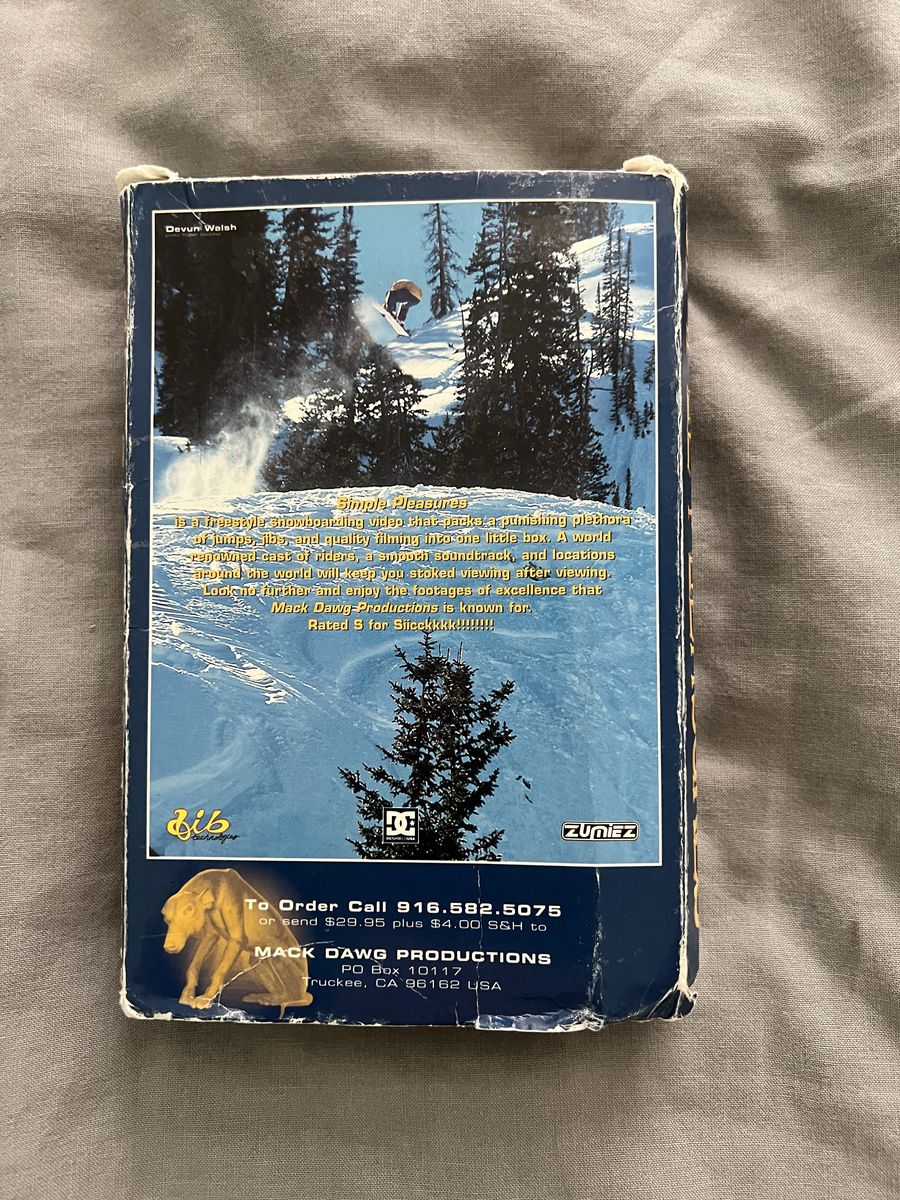 Devun Walsh
Simple Pleasures
is a freestyle snowboarding video that packs a punishing plethora
of jumps, jibs, and quality filming into one little box. A world
renowned cast of riders, a smooth soundtrack, and locations
around the world will keep you stoked viewing after viewing.
Look no further and enjoy the footages of excellence that
Mack Dawg Productions is known for.
Rated S for Siicckkkk!!!!!!!!
Jib
technologies
DC
DCSHOECOUSA
ZUMIEZ
To Order Call 916.582.5075
or send $29.95 plus $4.00 S&H to
MACK DAWG PRODUCTIONS
PO Box 10117
Truckee, CA 96162 USA